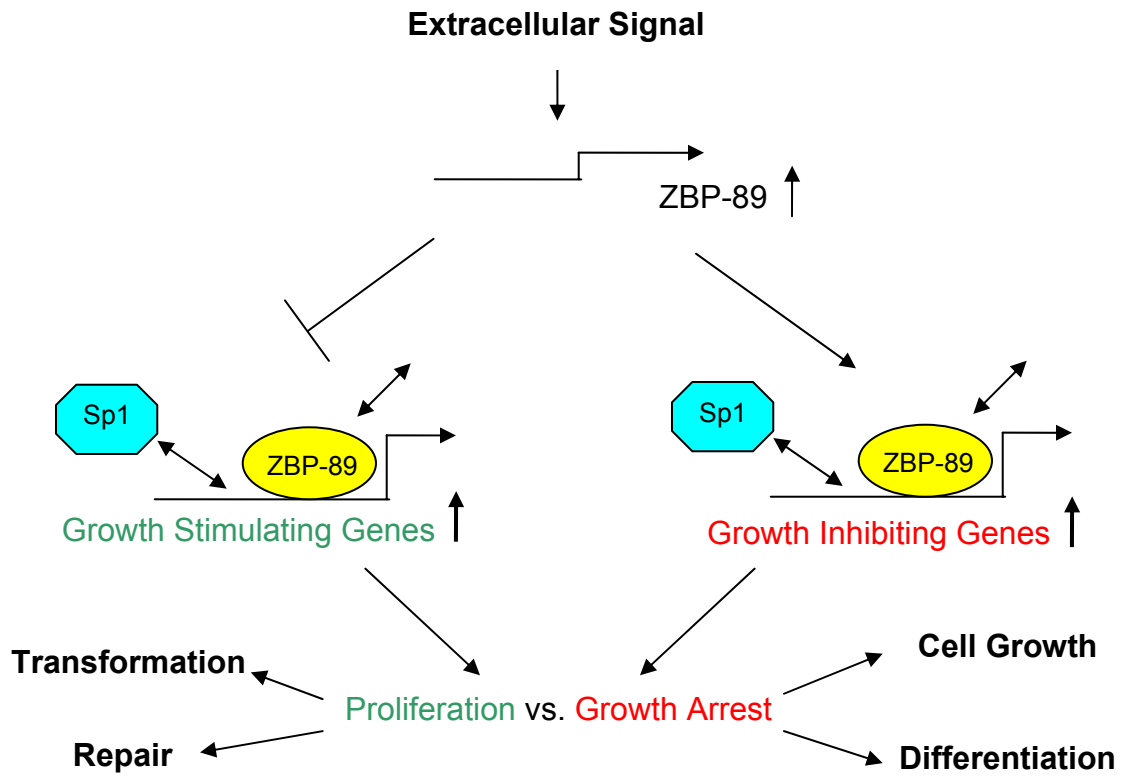 Extracellular Signal
ZBP-89
Sp1
ZBP-89
Growth Stimulating Genes
Sp1
ZBP-89
Growth Inhibiting Genes
Transformation
Cell Growth
Proliferation vs. Growth Arrest
Repair
Differentiation